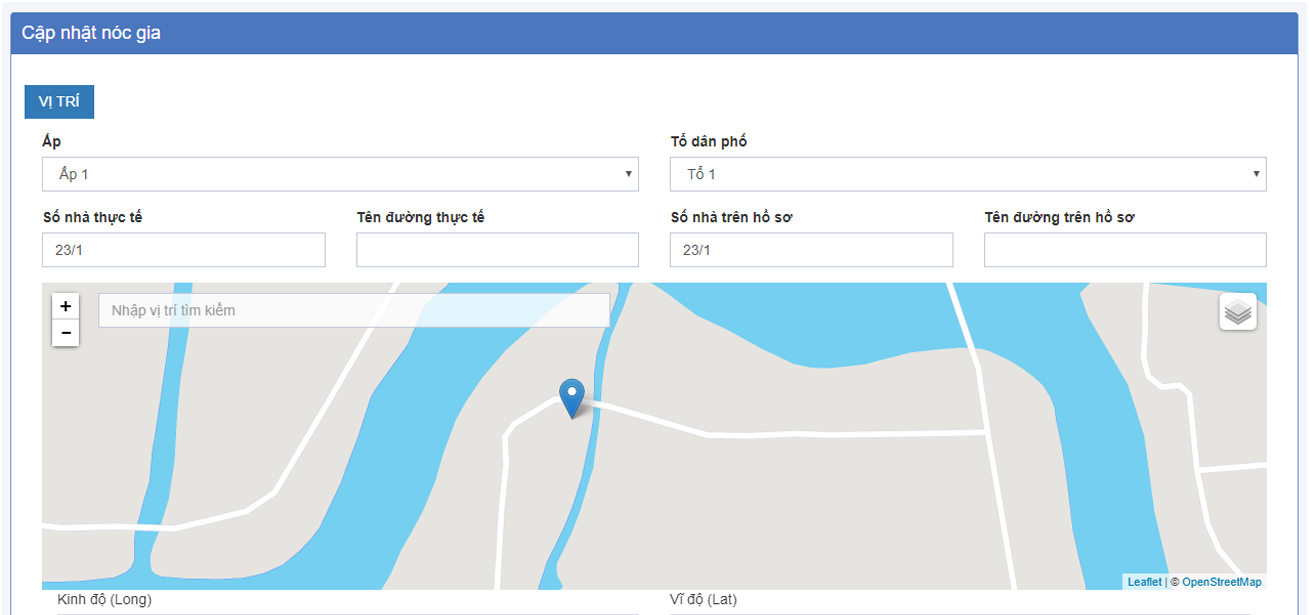 Cập nhật nóc gia
VỊ TRÍ
Ấp
Tổ dân phố
Ấp 1
Tổ 1
Số nhà thực tế
Tên đường thực tế
Số nhà trên hồ sơ
Tên đường trên hồ sơ
23/1
23/1
+
Nhập vị trí tìm kiếm
−
Leaflet | © OpenStreetMap
Kinh độ (Long)
Vĩ độ (Lat)